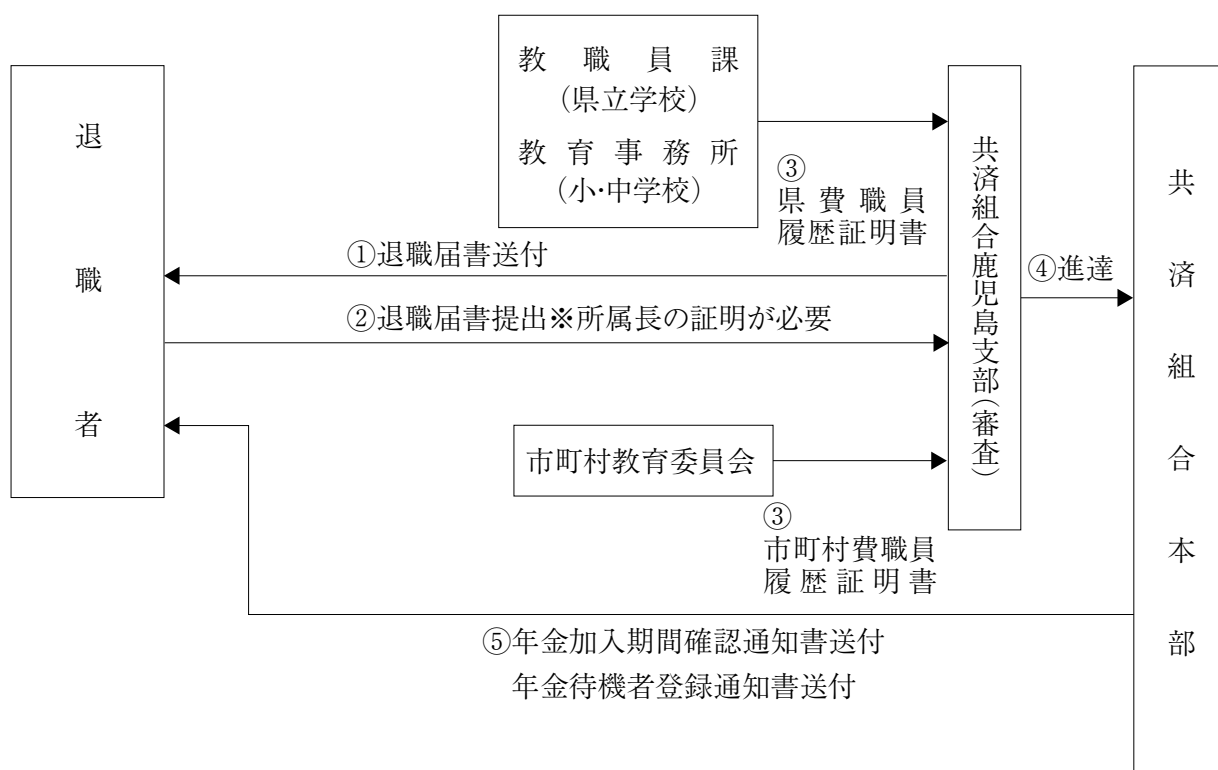 教職員課
（県立学校）
教育事務所
（小・中学校）
退職者
共済組合鹿児島支部（審査）
共済組合本部
③
県費職員
履歴証明書
①退職届書送付
④進達
②退職届書提出※所属長の証明が必要
市町村教育委員会
③
市町村費職員
履歴証明書
⑤年金加入期間確認通知書送付
年金待機者登録通知書送付